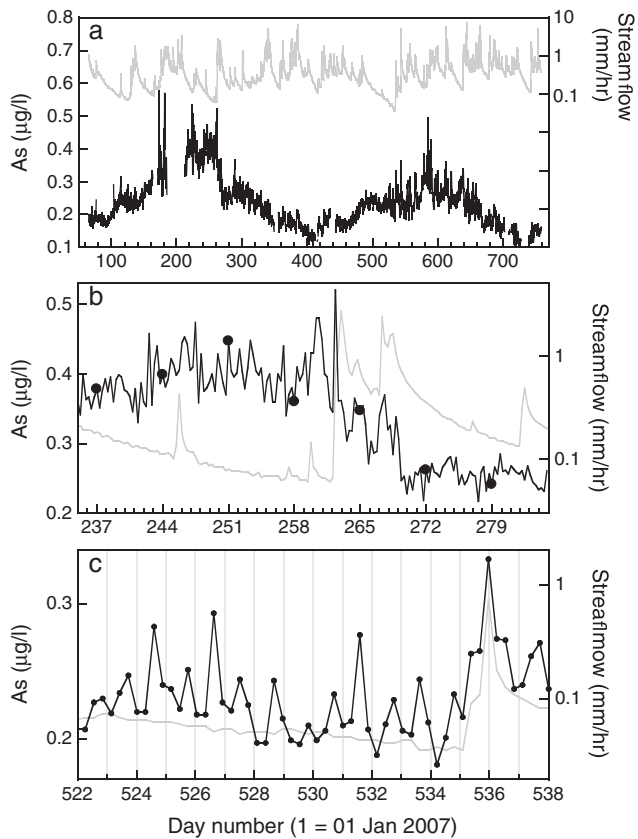 a
0.8
0.7
0.6
0.5
0.4
0.3
0.2
0.1
As (µg/l)
10
1
0.1
Streamflow
(mm/hr)
100 200 300 400 500 600 700
b
0.5
0.4
0.3
0.2
As (µg/l)
1
0.1
Streamflow (mm/hr)
237 244 251 258 265 272 279
c
0.3
0.2
As (µg/l)
1
0.1
Streaflmow (mm/hr)
522 524 526 528 530 532 534 536 538
Day number (1 = 01 Jan 2007)